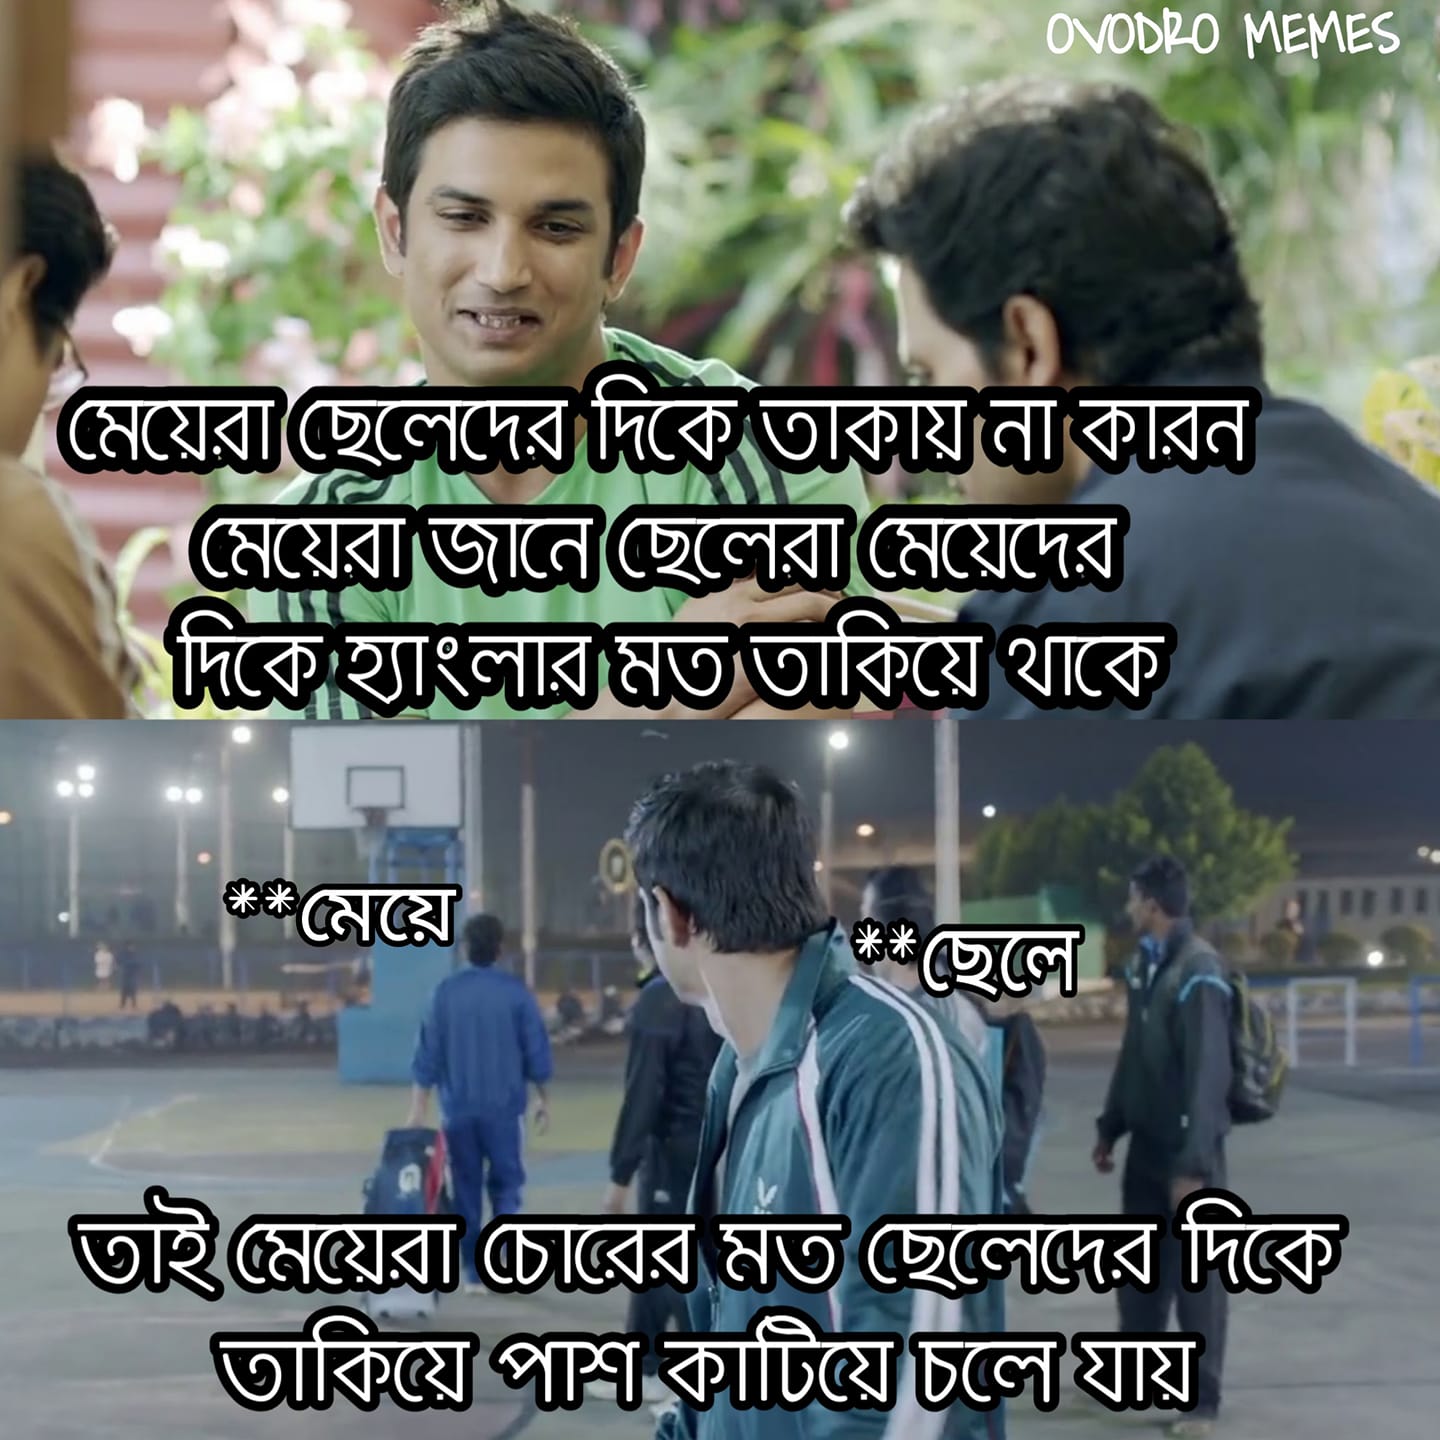 OVODRO MEMES
মেয়েরা ছেলেদের দিকে তাকায় না কারন
মেয়েরা জানে ছেলেরা মেয়েদের
দিকে হ্যাংলার মত তাকিয়ে থাকে
**মেয়ে
**ছেলে
তাই মেয়েরা চোরের মত ছেলেদের দিকে
তাকিয়ে পাশ কাটিয়ে চলে যায়